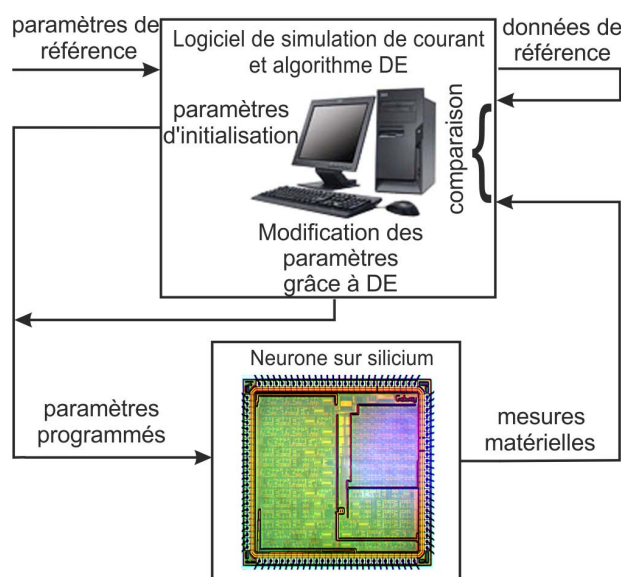 paramètres de
référence
Logiciel de simulation de courant
et algorithme DE
données de
référence
paramètres
d'initialisation
comparaison
Modification des
paramètres
grâce à DE
Neurone sur silicium
Galway
paramètres
programmés
mesures
matérielles